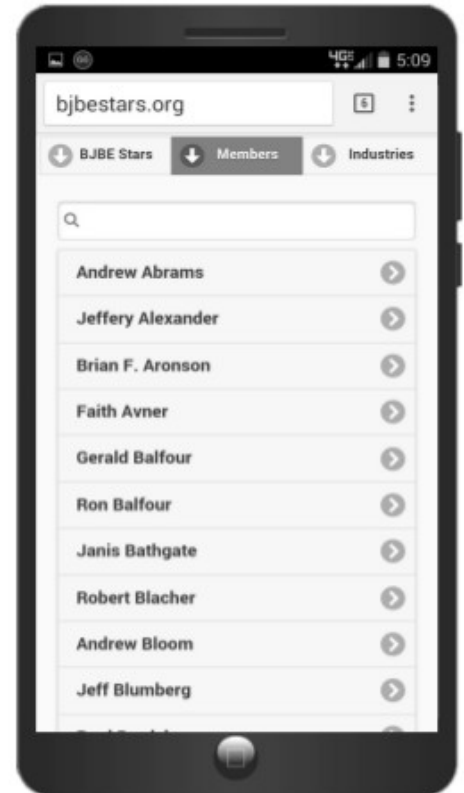 4G 5:09
bjbestars.org 6
BJBE Stars Members Industries
Andrew Abrams
Jeffery Alexander
Brian F. Aronson
Faith Avner
Gerald Balfour
Ron Balfour
Janis Bathgate
Robert Blacher
Andrew Bloom
Jeff Blumberg